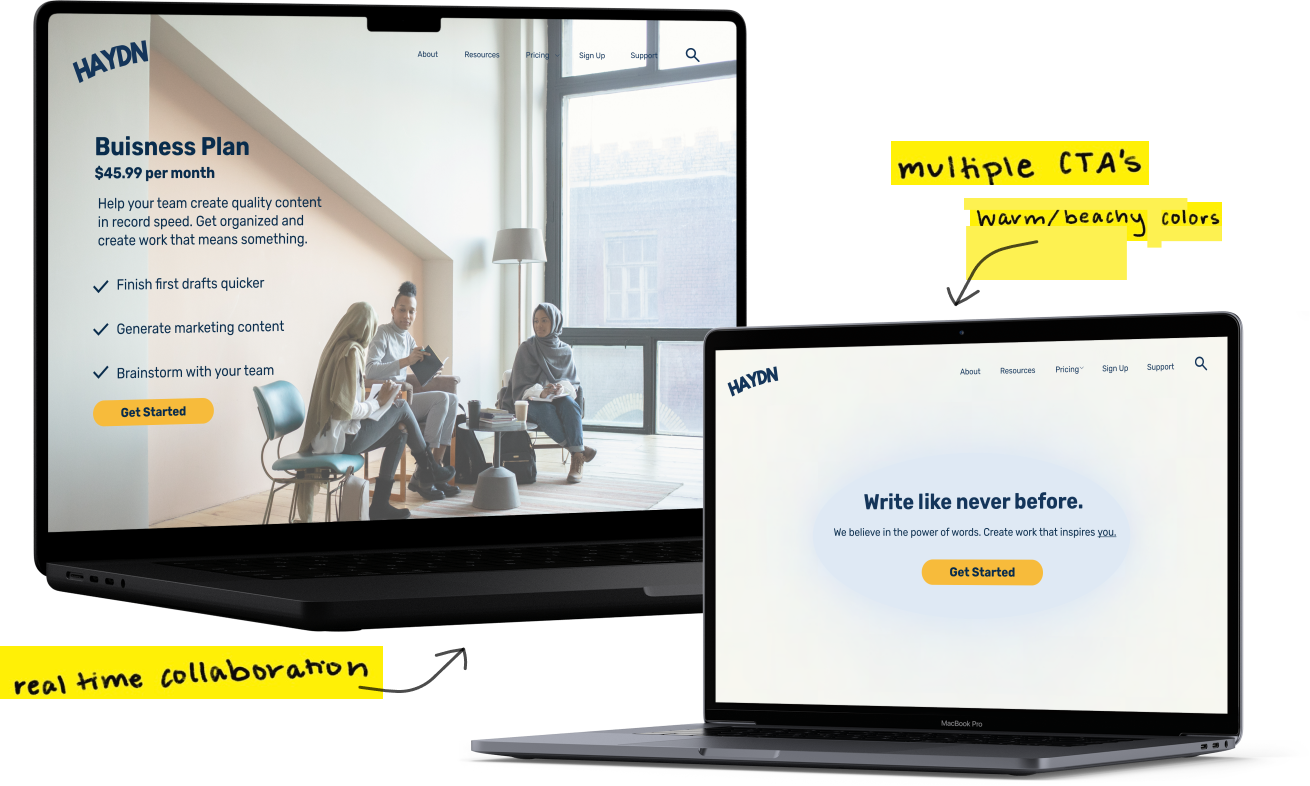 HAYDN
About Resources Pricing Sign Up Support
Buisness Plan
$45.99 per month
Help your team create quality content
in record speed. Get organized and
create work that means something.
Finish first drafts quicker
Generate marketing content
Brainstorm with your team
Get Started
multiple CTA's
warm/beachy colors
HAYDN
About Resources Pricing Sign Up Support
Write like never before.
We believe in the power of words. Create work that inspires you.
Get Started
MacBook Pro
real time collaboration